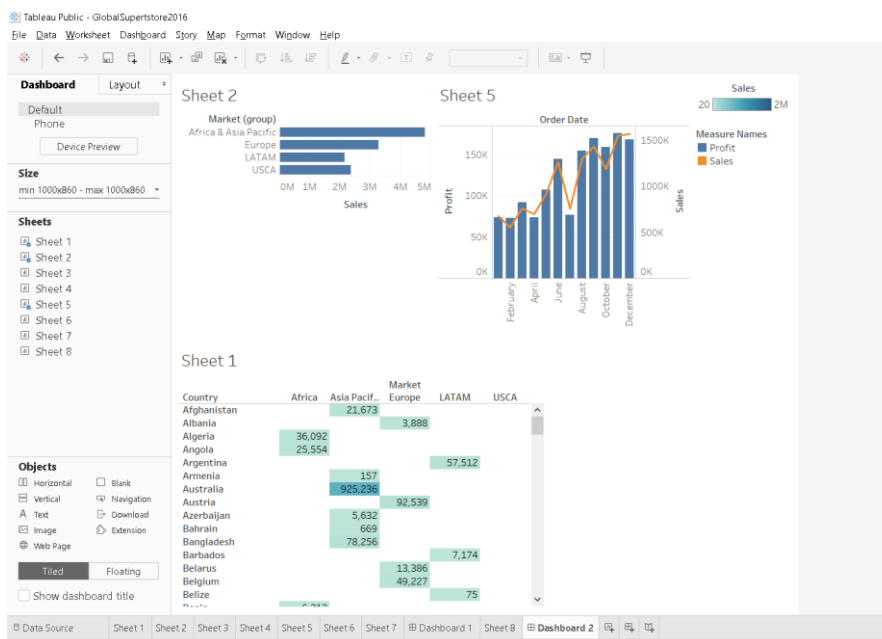 Tableau Public - GlobalSupertstore2016
File Data Worksheet Dashboard Story Map Format Window Help
Dashboard Layout
Default
Phone
Device Preview
Size
min 1000x860 - max 1000x860
Sheets
Sheet 1
Sheet 2
Sheet 3
Sheet 4
Sheet 5
Sheet 6
Sheet 7
Sheet 8
Objects
Horizontal Blank
Vertical Navigation
Text Download
Image Extension
Web Page
Tiled Floating
Show dashboard title
Sheet 2
Market (group)
Africa & Asia Pacific
Europe
LATAM
USCA
0M 1M 2M 3M 4M 5M
Sales
Sheet 5
Order Date
150K
100K
50K
0K
Profit
1500K
1000K
500K
0K
Sales
February April June August October December
Sales
20 2M
Measure Names
Profit
Sales
Sheet 1
Market
Country Africa Asia Pacif.. Europe LATAM USCA
Afghanistan 21,673
Albania 3,888
Algeria 36,092
Angola 25,554
Argentina 57,512
Armenia 157
Australia 925,236
Austria 92,539
Azerbaijan 5,632
Bahrain 669
Bangladesh 78,256
Barbados 7,174
Belarus 13,386
Belgium 49,227
Belize 75
Data Source Sheet 1 Sheet 2 Sheet 3 Sheet 4 Sheet 5 Sheet 6 Sheet 7 Dashboard 1 Sheet 8 Dashboard 2